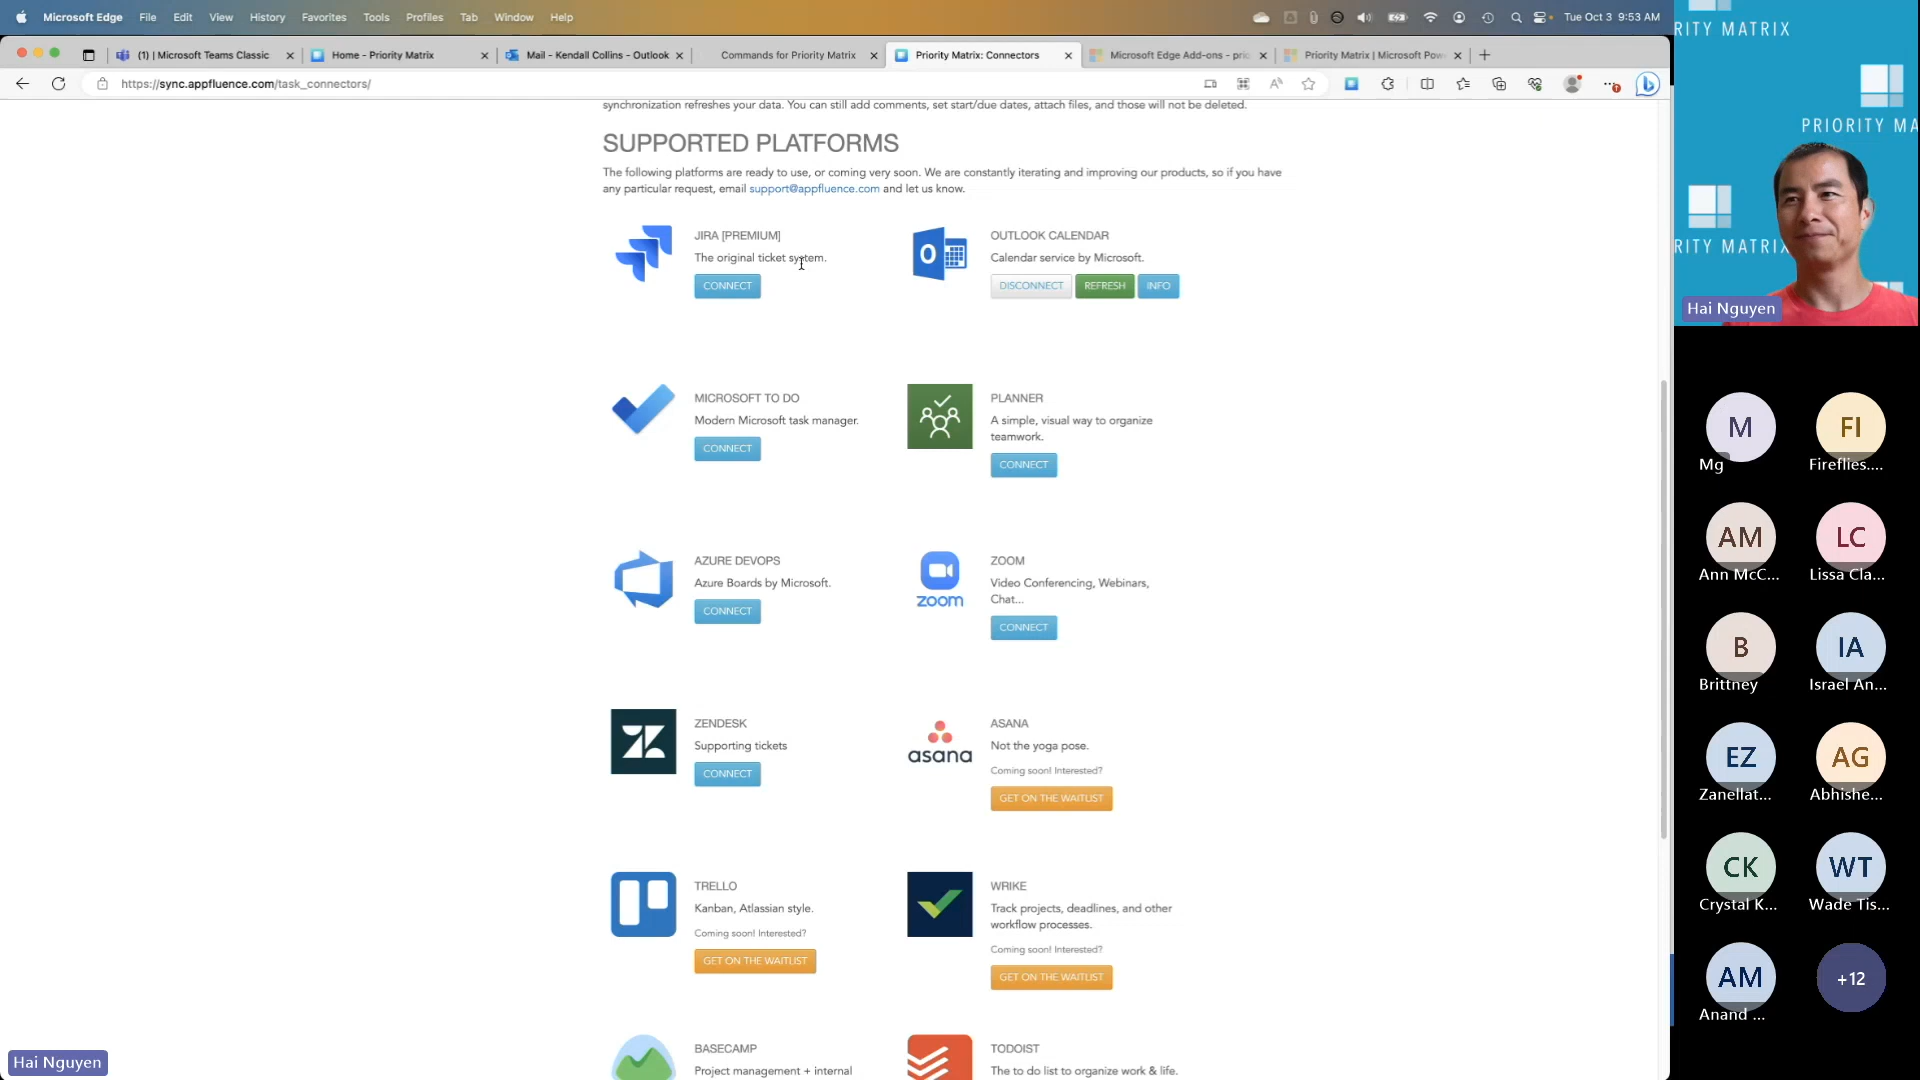 Microsoft Edge File Edit View History Favorites Tools Profiles Tab Window Help
Tue Oct 3 9:53 AM
(1) | Microsoft Teams Classic
Home - Priority Matrix
Mail - Kendall Collins - Outlook
Commands for Priority Matrix
Priority Matrix: Connectors
Microsoft Edge Add-ons - prio
Priority Matrix | Microsoft Pow
https://sync.appfluence.com/task_connectors/
synchronization refreshes your data. You can still add comments, set start/due dates, attach files, and those will not be deleted.
SUPPORTED PLATFORMS
The following platforms are ready to use, or coming very soon. We are constantly iterating and improving our products, so if you have
any particular request, email support@appfluence.com and let us know.
JIRA [PREMIUM]
The original ticket system.
CONNECT
OUTLOOK CALENDAR
Calendar service by Microsoft.
DISCONNECT REFRESH INFO
MICROSOFT TO DO
Modern Microsoft task manager.
CONNECT
PLANNER
A simple, visual way to organize
teamwork.
CONNECT
AZURE DEVOPS
Azure Boards by Microsoft.
CONNECT
zoom
ZOOM
Video Conferencing, Webinars,
Chat...
CONNECT
ZENDESK
Supporting tickets
CONNECT
asana
ASANA
Not the yoga pose.
Coming soon! Interested?
GET ON THE WAITLIST
TRELLO
Kanban, Atlassian style.
Coming soon! Interested?
GET ON THE WAITLIST
WRIKE
Track projects, deadlines, and other
workflow processes.
Coming soon! Interested?
GET ON THE WAITLIST
BASECAMP
Project management + internal
TODOIST
The to do list to organize work & life.
Hai Nguyen
RITY MATRIX
PRIORITY MA
RITY MATRIX
Hai Nguyen
M
Mg
FI
Fireflies....
AM
Ann McC...
LC
Lissa Cla...
B
Brittney
IA
Israel An...
EZ
Zanellat...
AG
Abhishe...
CK
Crystal K...
WT
Wade Tis...
AM
Anand ...
+12